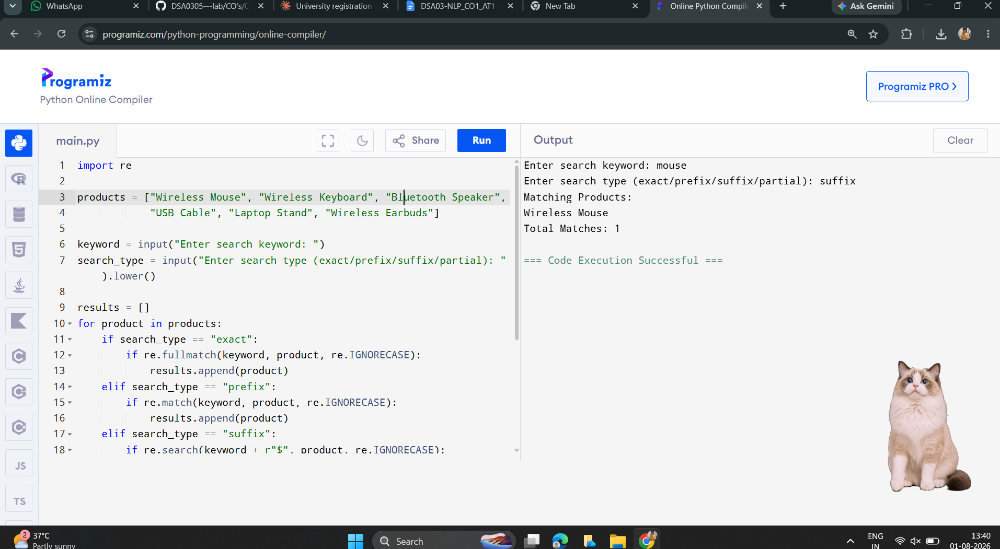 WhatsApp
DSA0305---lab/CO's/C
University registration
DSA03-NLP_CO1_AT1 -
New Tab
Online Python Compil
Ask Gemini
programiz.com/python-programming/online-compiler/
Programiz
Python Online Compiler
Programiz PRO >
main.py
Share
Run
Output
Clear
1 import re
2
3 products = ["Wireless Mouse", "Wireless Keyboard", "Bluetooth Speaker",
4 "USB Cable", "Laptop Stand", "Wireless Earbuds"]
5
6 keyword = input("Enter search keyword: ")
7 search_type = input("Enter search type (exact/prefix/suffix/partial): "
).lower()
8
9 results = []
10 for product in products:
11 if search_type == "exact":
12 if re.fullmatch(keyword, product, re.IGNORECASE):
13 results.append(product)
14 elif search_type == "prefix":
15 if re.match(keyword, product, re.IGNORECASE):
16 results.append(product)
17 elif search_type == "suffix":
18 if re.search(keyword + r"$", product, re.IGNORECASE):
Enter search keyword: mouse
Enter search type (exact/prefix/suffix/partial): suffix
Matching Products:
Wireless Mouse
Total Matches: 1
=== Code Execution Successful ===
R
5
C
C
C
JS
TS
2
37°C
Partly sunny
Search
ENG
IN
13:40
01-08-2026